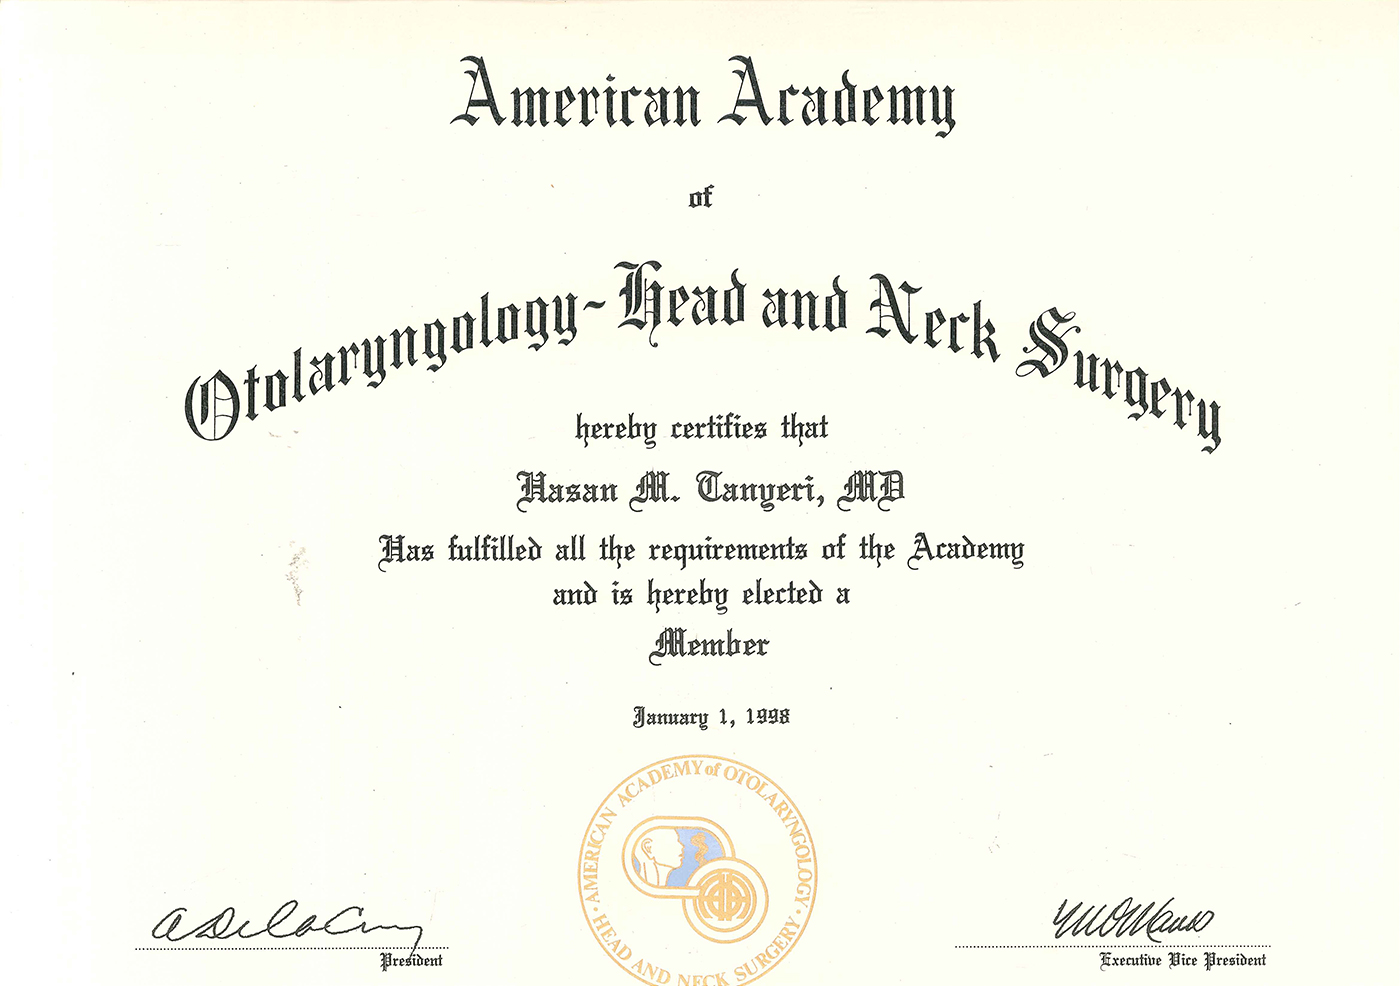 American Academy
of
Otolaryngology-Head and Neck Surgery
hereby certifies that
Hasan M. Tanyeri, MD
Has fulfilled all the requirements of the Academy
and is hereby elected a
Member
January 1, 1998
· AMERICAN ACADEMY of OTOLARYNGOLOGY ·
HEAD AND NECK SURGERY
President
Executive Vice President